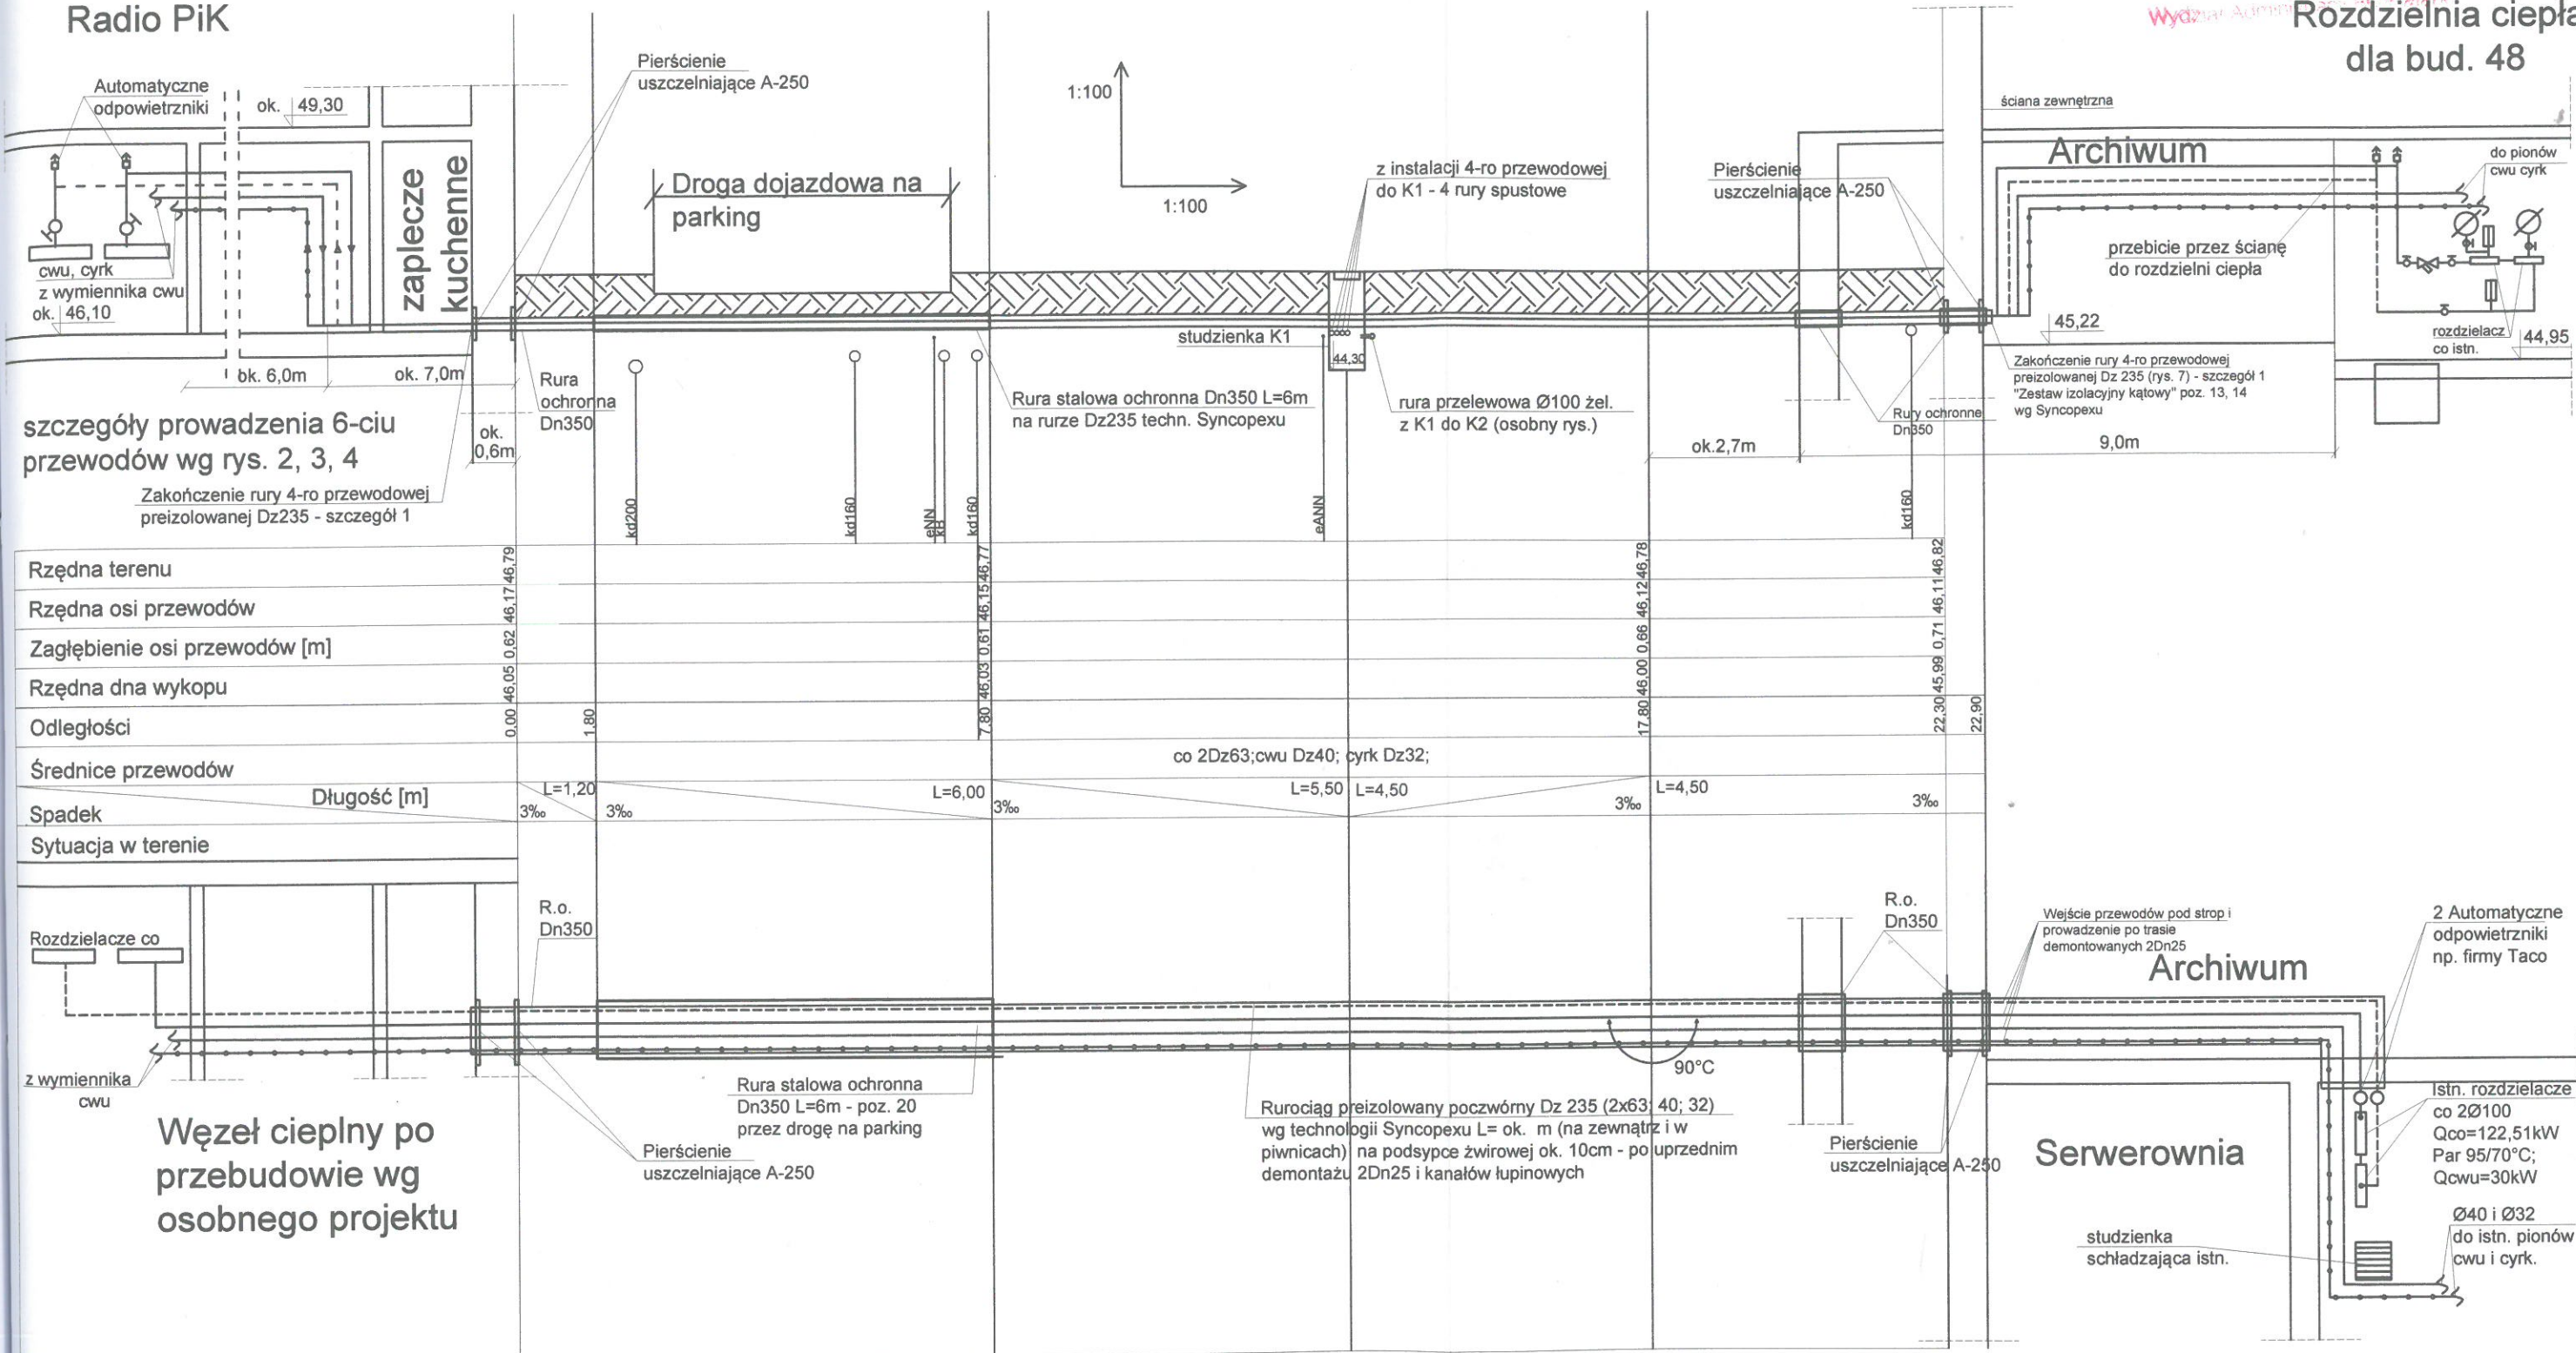 Radio PiK
Rozdzielnia ciepła
dla bud. 48
Automatyczne
odpowietrzniki
ok. 49,30
Pierścienie
uszczelniające A-250
1:100
1:100
ściana zewnętrzna
Archiwum
do pionów
cwu cyrk
zaplecze
kuchenne
Droga dojazdowa na
parking
z instalacji 4-ro przewodowej
do K1 - 4 rury spustowe
Pierścienie
uszczelniające A-250
przebicie przez ścianę
do rozdzielni ciepła
cwu, cyrk
z wymiennika cwu
ok. 46,10
studzienka K1
44,30
45,22
rozdzielacz
co istn.
44,95
ok. 6,0m
ok. 7,0m
Rura
ochronna
Dn350
Rura stalowa ochronna Dn350 L=6m
na rurze Dz235 techn. Syncopexu
rura przelewowa Ø100 żel.
z K1 do K2 (osobny rys.)
Zakończenie rury 4-ro przewodowej
preizolowanej Dz 235 (rys. 7) - szczegół 1
"Zestaw izolacyjny kątowy" poz. 13, 14
wg Syncopexu
Rury ochronne
Dn350
ok.2,7m
9,0m
szczegóły prowadzenia 6-ciu
przewodów wg rys. 2, 3, 4
ok.
0,6m
Zakończenie rury 4-ro przewodowej
preizolowanej Dz235 - szczegół 1
kd200
kd160
eNN
kB
kd160
eANN
kd160
Rzędna terenu
46,79
46,77
46,78
46,82
Rzędna osi przewodów
46,17
46,15
46,12
46,11
Zagłębienie osi przewodów [m]
0,62
0,61
0,66
0,71
Rzędna dna wykopu
46,05
46,03
46,00
45,99
Odległości
0,00
1,80
7,80
17,80
22,30
22,90
Średnice przewodów
co 2Dz63;cwu Dz40; cyrk Dz32;
Długość [m]
L=1,20
L=6,00
L=5,50
L=4,50
L=4,50
Spadek
3‰
3‰
3‰
3‰
3‰
Sytuacja w terenie
Rozdzielacze co
R.o.
Dn350
R.o.
Dn350
Wejście przewodów pod strop i
prowadzenie po trasie
demontowanych 2Dn25
Archiwum
2 Automatyczne
odpowietrzniki
np. firmy Taco
z wymiennika
cwu
90°C
Rura stalowa ochronna
Dn350 L=6m - poz. 20
przez drogę na parking
Pierścienie
uszczelniające A-250
Rurociąg preizolowany poczwórny Dz 235 (2x63; 40; 32)
wg technologii Syncopexu L= ok. m (na zewnątrz i w
piwnicach) na podsypce żwirowej ok. 10cm - po uprzednim
demontażu 2Dn25 i kanałów łupinowych
Pierścienie
uszczelniające A-250
Węzeł cieplny po
przebudowie wg
osobnego projektu
Serwerownia
Istn. rozdzielacze
co 2Ø100
Qco=122,51kW
Par 95/70°C;
Qcwu=30kW
studzienka
schładzająca istn.
Ø40 i Ø32
do istn. pionów
cwu i cyrk.